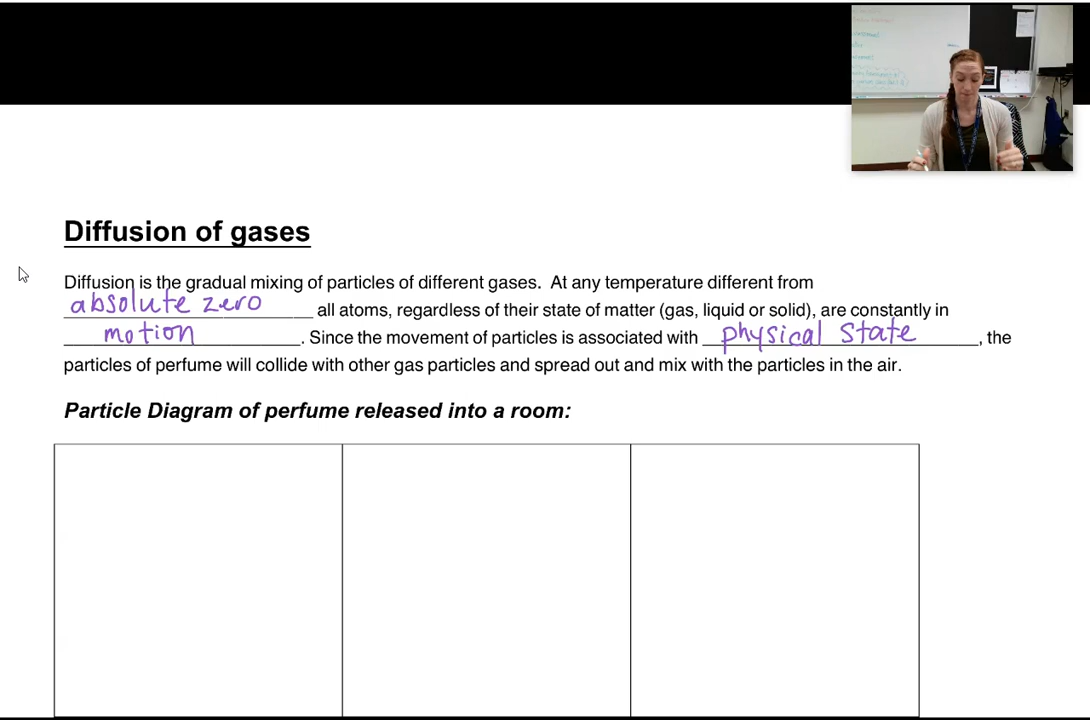 Diffusion of gases
Diffusion is the gradual mixing of particles of different gases. At any temperature different from
absolute zero all atoms, regardless of their state of matter (gas, liquid or solid), are constantly in
motion. Since the movement of particles is associated with physical state, the
particles of perfume will collide with other gas particles and spread out and mix with the particles in the air.
Particle Diagram of perfume released into a room: